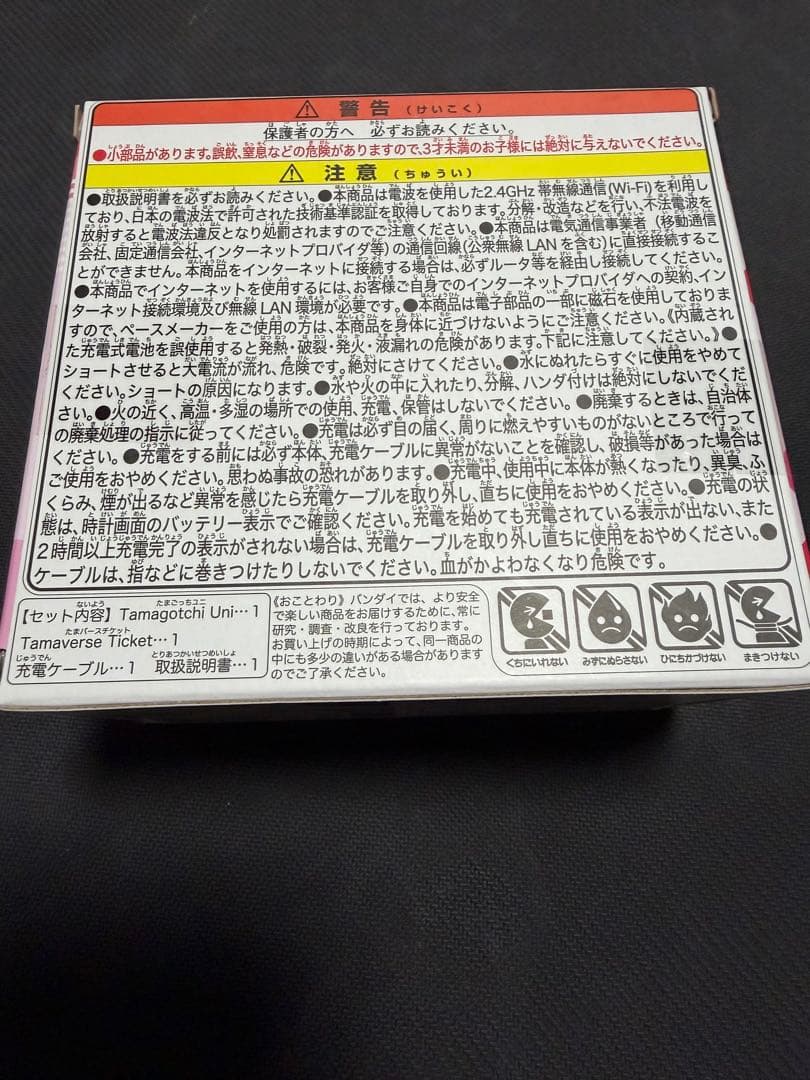 ⚠ 警告 (けいこく)
保護者の方へ 必ずお読みください。
●小部品があります。誤飲、窒息などの危険がありますので、3才未満のお子様には絶対に与えないでください。
⚠ 注意 (ちゅうい)
●取扱説明書を必ずお読みください。●本商品は電波を使用した2.4GHz 帯無線通信(Wi-Fi)を利用し
ており、日本の電波法で許可された技術基準認証を取得しております。分解・改造などを行い、不法電波を
放射すると電波法違反となり処罰されますのでご注意ください。●本商品は電気通信事業者 (移動通信
会社、固定通信会社、インターネットプロバイダ等)の通信回線(公衆無線 LAN を含む)に直接接続するこ
とができません。本商品をインターネットに接続する場合は、必ずルータ等を経由し接続してください。
●本商品でインターネットを使用するには、お客様ご自身でのインターネットプロバイダへの契約、イン
ターネット接続環境及び無線 LAN 環境が必要です。●本商品は電子部品の一部に磁石を使用しておりま
すので、ペースメーカーをご使用の方は、本商品を身体に近づけないようにご注意ください。《内蔵され
た充電式電池を誤使用すると発熱・破裂・発火・液漏れの危険があります。下記に注意してください。》●
ショートさせると大電流が流れ、危険です。絶対にさけてください。●水にぬれたらすぐに使用をやめて
ください。ショートの原因になります。●水や火の中に入れたり、分解、ハンダ付けは絶対にしないでくだ
さい。●火の近く、高温・多湿の場所での使用、充電、保管はしないでください。●廃棄するときは、自治体
の廃棄処理の指示に従ってください。●充電は必ず目の届く、周りに燃えやすいものがないところで行って
ください。●充電をする前には必ず本体、充電ケーブルに異常がないことを確認し、破損等があった場合は
ご使用をおやめください。思わぬ事故の恐れがあります。●充電中、使用中に本体が熱くなったり、異臭、ふ
くらみ、煙が出るなど異常を感じたら充電ケーブルを取り外し、直ちに使用をおやめください。●充電の状
態は、時計画面のバッテリー表示でご確認ください。充電を始めても充電されている表示が出ない、また
2時間以上充電完了の表示がされない場合は、充電ケーブルを取り外し直ちに使用をおやめください。●
ケーブルは、指などに巻きつけたりしないでください。血がかよわなくなり危険です。
【セット内容】Tamagotchi Uni…1
Tamaverse Ticket…1
充電ケーブル…1 取扱説明書…1
《おことわり》バンダイでは、より安全
で楽しい商品をお届けするために、常に
研究・調査・改良を行っております。
お買い上げの時期によって、同一商品の
中にも多少の違いがある場合があります
のでご了承ください。
くちにいれない
みずにぬらさない
ひにちかづけない
まきつけない